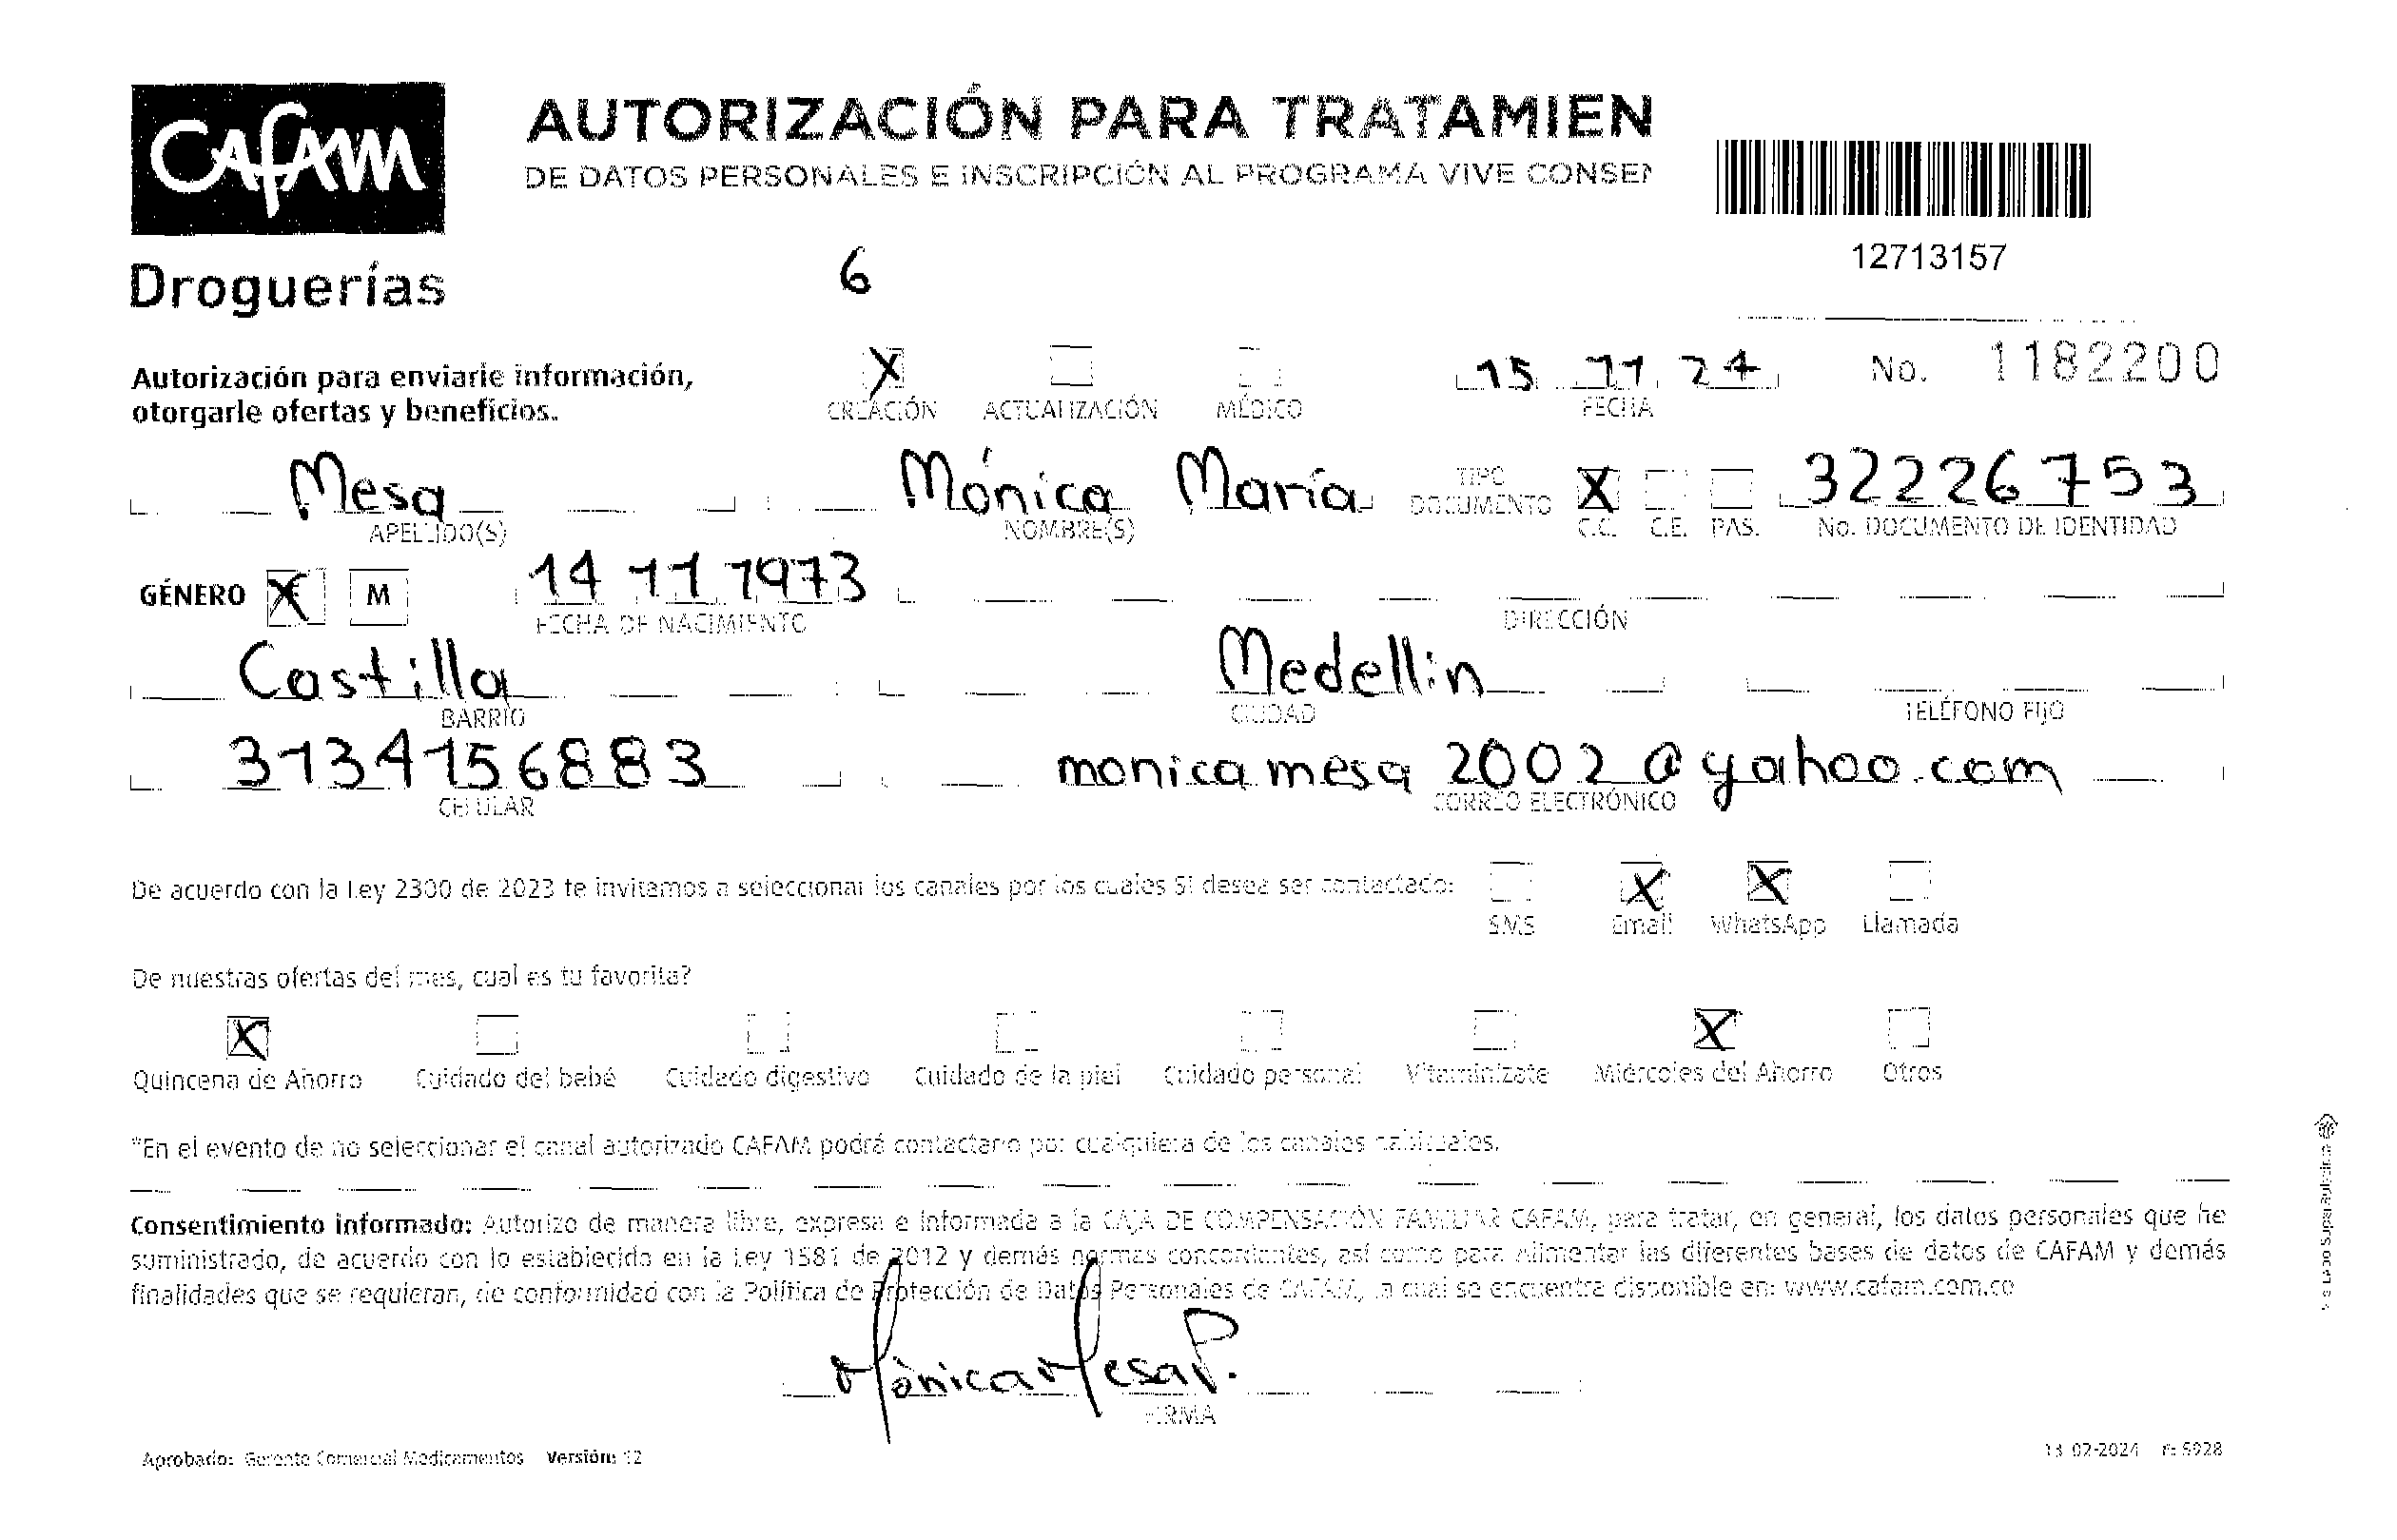 CAFAM
Droguerías
AUTORIZACIÓN PARA TRATAMIEN
DE DATOS PERSONALES E INSCRIPCIÓN AL PROGRAMA VIVE CONSEN
12713157
6
Autorización para enviarle información,
otorgarle ofertas y beneficios.
X
CREACIÓN ACTUALIZACIÓN MÉDICO
15 11 24
FECHA
No. 1182200
Mesa
APELLIDO(S)
Mónica María
NOMBRE(S)
TIPO
DOCUMENTO
X
C.C. C.E. PAS.
32226753
No. DOCUMENTO DE IDENTIDAD
GÉNERO X M
14 11 1973
FECHA DE NACIMIENTO
DIRECCIÓN
Castilla
BARRIO
Medellin
CIUDAD
TELÉFONO FIJO
3134156883
CELULAR
monicamesa2002@yahoo.com
CORREO ELECTRÓNICO
De acuerdo con la Ley 2300 de 2023 te invitamos a seleccionar los canales por los cuales SI desea ser contactado:
X X
SMS Email WhatsApp Llamada
De nuestras ofertas del mes, cual es tu favorita?
X X
Quincena de Ahorro Cuidado del bebé Cuidado digestivo Cuidado de la piel Cuidado personal Vitaminízate Miércoles del Ahorro Otros
*En el evento de no seleccionar el canal autorizado CAFAM podrá contactarlo por cualquiera de los canales habituales.
Consentimiento informado: Autorizo de manera libre, expresa e informada a la CAJA DE COMPENSACIÓN FAMILIAR CAFAM, para tratar, en general, los datos personales que he
suministrado, de acuerdo con lo establecido en la Ley 1581 de 2012 y demás normas concordantes, así como para alimentar las diferentes bases de datos de CAFAM y demás
finalidades que se requieran, de conformidad con la Política de Protección de Datos Personales de CAFAM, la cual se encuentra disponible en: www.cafam.com.co
Mónica Mesa P.
FIRMA
Aprobado: Gerente Comercial Medicamentos Versión: 12
13-02-2024 F: 5928